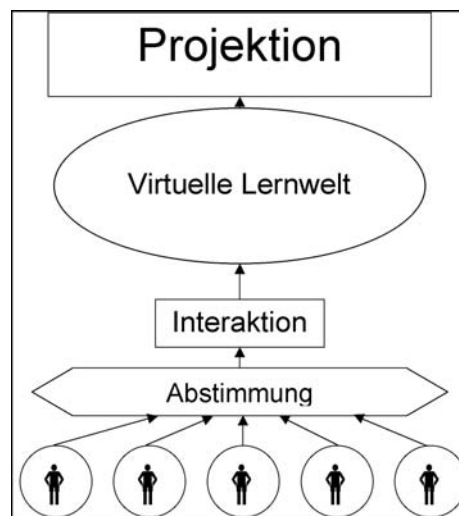 Projektion
Virtuelle Lernwelt
Interaktion
Abstimmung